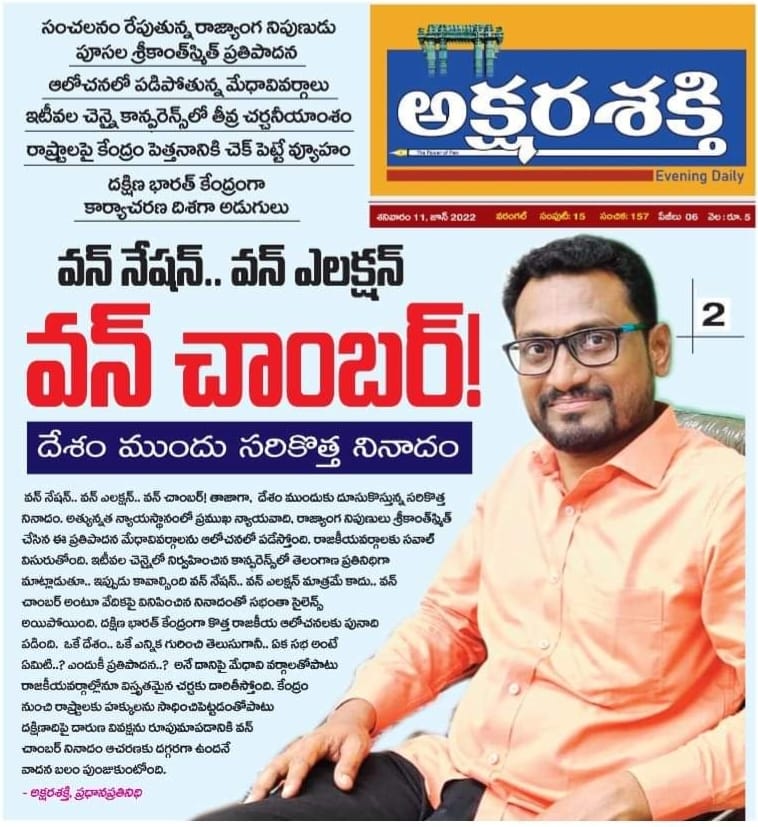 సంచలనం రేపుతున్న రాజ్యాంగ నిపుణుడు
పూసల శ్రీకాంత్‌స్మిత్ ప్రతిపాదన
ఆలోచనలో పడిపోతున్న మేధావివర్గాలు
ఇటీవల చెన్నై కాన్ఫరెన్స్‌లో తీవ్ర చర్చనీయాంశం
రాష్ట్రాలపై కేంద్రం పెత్తనానికి చెక్ పెట్టే వ్యూహం
దక్షిణ భారత్ కేంద్రంగా
కార్యాచరణ దిశగా అడుగులు
అక్షరశక్తి
The Power of Pen
Evening Daily
శనివారం 11, జూన్ 2022 వరంగల్ సంపుటి: 15 సంచిక: 157 పేజీలు 06 వెల : రూ. 5
వన్ నేషన్.. వన్ ఎలక్షన్
వన్ చాంబర్!
2
దేశం ముందు సరికొత్త నినాదం
వన్ నేషన్.. వన్ ఎలక్షన్.. వన్ చాంబర్! తాజాగా, దేశం ముందుకు దూసుకొస్తున్న సరికొత్త
నినాదం. అత్యున్నత న్యాయస్థానంలో ప్రముఖ న్యాయవాది, రాజ్యాంగ నిపుణులు శ్రీకాంత్‌స్మిత్
చేసిన ఈ ప్రతిపాదన మేధావివర్గాలను ఆలోచనలో పడేస్తోంది. రాజకీయవర్గాలకు సవాల్
విసురుతోంది. ఇటీవల చెన్నైలో నిర్వహించిన కాన్ఫరెన్స్‌లో తెలంగాణ ప్రతినిధిగా
మాట్లాడుతూ.. ఇప్పుడు కావాల్సింది వన్ నేషన్.. వన్ ఎలక్షన్ మాత్రమే కాదు.. వన్
చాంబర్ అంటూ వేదికపై వినిపించిన నినాదంతో సభంతా సైలెన్స్
అయిపోయింది. దక్షిణ భారత్ కేంద్రంగా కొత్త రాజకీయ ఆలోచనలకు పునాది
పడింది. ఒకే దేశం.. ఒకే ఎన్నిక గురించి తెలుసుగానీ.. ఏక సభ అంటే
ఏమిటి..? ఎందుకీ ప్రతిపాదన..? అనే దానిపై మేధావి వర్గాలతోపాటు
రాజకీయవర్గాల్లోనూ విస్తృతమైన చర్చకు దారితీస్తోంది. కేంద్రం
నుంచి రాష్ట్రాలకు హక్కులను సాధించిపెట్టడంతోపాటు
దక్షిణాదిపై దారుణ వివక్షను రూపుమాపడానికి వన్
చాంబర్ నినాదం ఆచరణకు దగ్గరగా ఉందనే
వాదన బలం పుంజుకుంటోంది.
- అక్షరశక్తి, ప్రధానప్రతినిధి